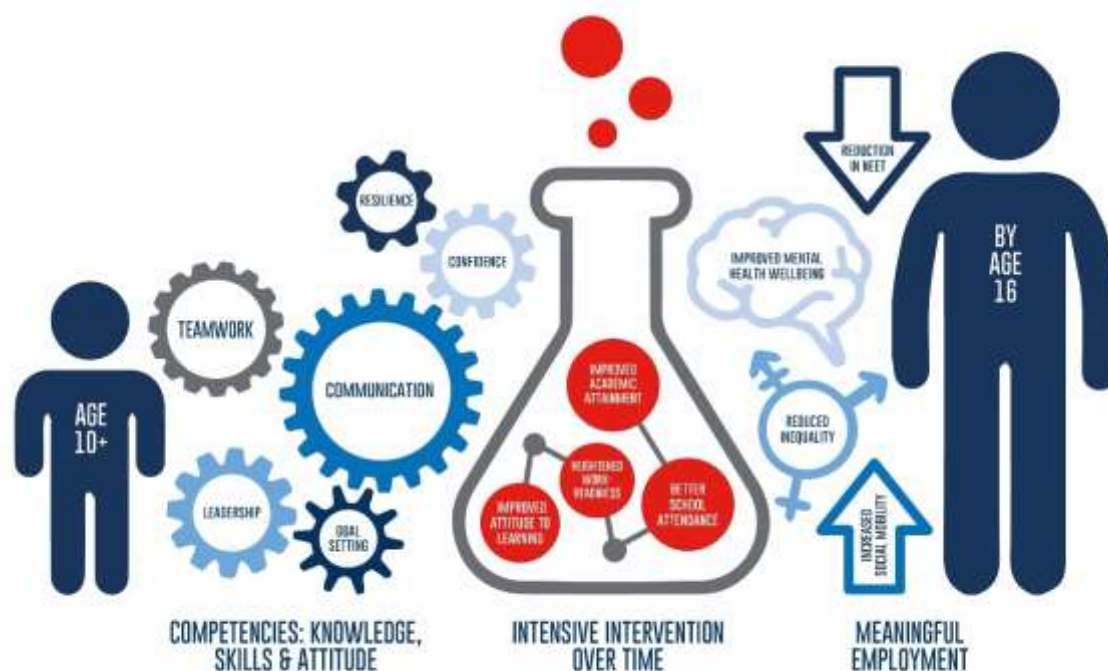 AGE
10+
TEAMWORK
RESILIENCE
CONFIDENCE
COMMUNICATION
LEADERSHIP
GOAL
SETTING
COMPETENCIES: KNOWLEDGE,
SKILLS & ATTITUDE
IMPROVED
ACADEMIC
ATTAINMENT
HEIGHTENED
WORK-
READINESS
IMPROVED
ATTITUDE TO
LEARNING
BETTER
SCHOOL
ATTENDANCE
INTENSIVE INTERVENTION
OVER TIME
REDUCTION
IN NEET
IMPROVED MENTAL
HEALTH WELLBEING
REDUCED
INEQUALITY
INCREASED
SOCIAL MOBILITY
BY
AGE
16
MEANINGFUL
EMPLOYMENT